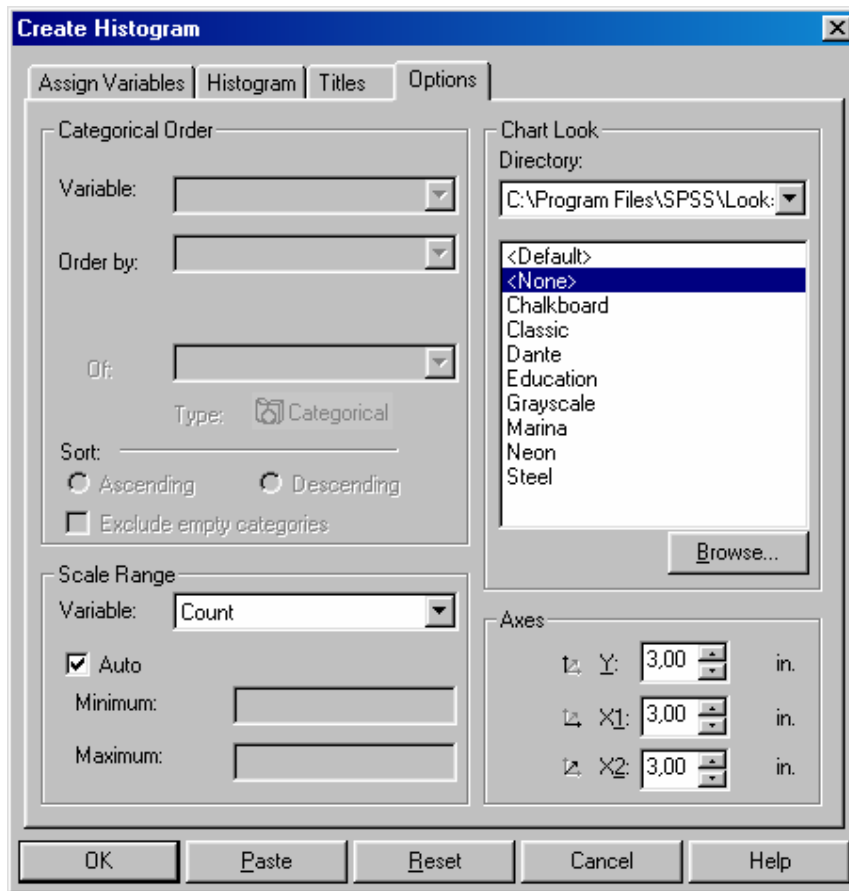 Create Histogram
Assign Variables Histogram Titles Options
Categorical Order
Variable:
Order by:
Of:
Type: Categorical
Sort:
Ascending Descending
Exclude empty categories
Scale Range
Variable: Count
Auto
Minimum:
Maximum:
Chart Look
Directory:
C:\Program Files\SPSS\Look
<Default>
<None>
Chalkboard
Classic
Dante
Education
Grayscale
Marina
Neon
Steel
Browse...
Axes
Y: 3,00 in.
X1: 3,00 in.
X2: 3,00 in.
OK Paste Reset Cancel Help